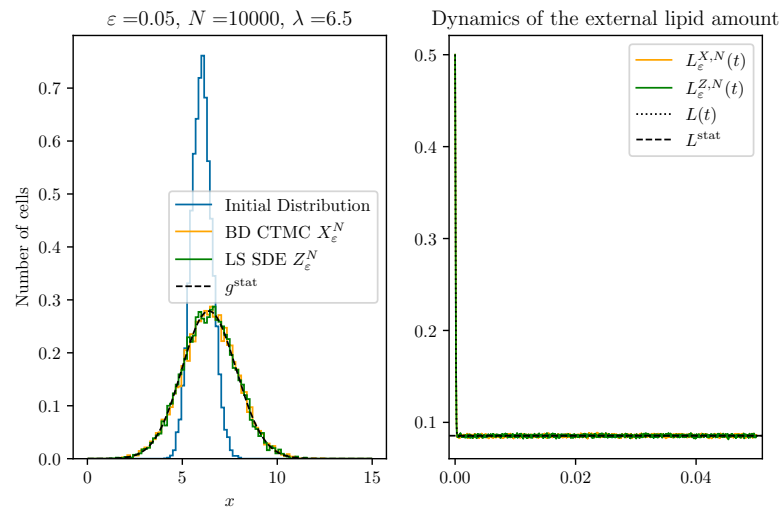 ε =0.05, N =10000, λ =6.5
Number of cells
0.7
0.6
0.5
0.4
0.3
0.2
0.1
0.0
0
5
10
15
x
Initial Distribution
BD CTMC X_ε^N
LS SDE Z_ε^N
g^stat
Dynamics of the external lipid amount
0.5
0.4
0.3
0.2
0.1
0.00
0.02
0.04
L_ε^{X,N}(t)
L_ε^{Z,N}(t)
L(t)
L^stat